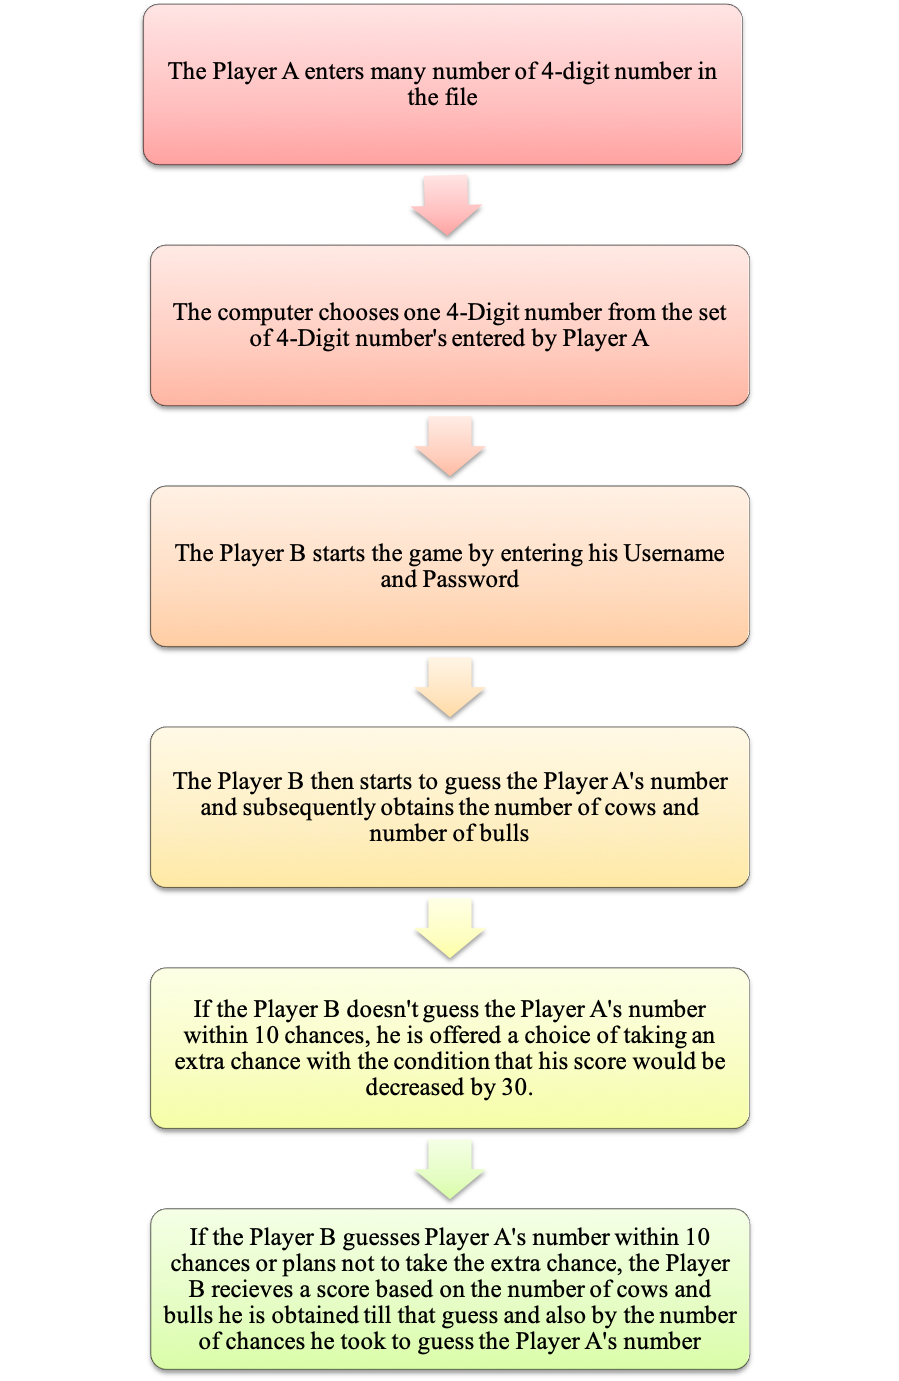 The Player A enters many number of 4-digit number in
the file
The computer chooses one 4-Digit number from the set
of 4-Digit number's entered by Player A
The Player B starts the game by entering his Username
and Password
The Player B then starts to guess the Player A's number
and subsequently obtains the number of cows and
number of bulls
If the Player B doesn't guess the Player A's number
within 10 chances, he is offered a choice of taking an
extra chance with the condition that his score would be
decreased by 30.
If the Player B guesses Player A's number within 10
chances or plans not to take the extra chance, the Player
B recieves a score based on the number of cows and
bulls he is obtained till that guess and also by the number
of chances he took to guess the Player A's number